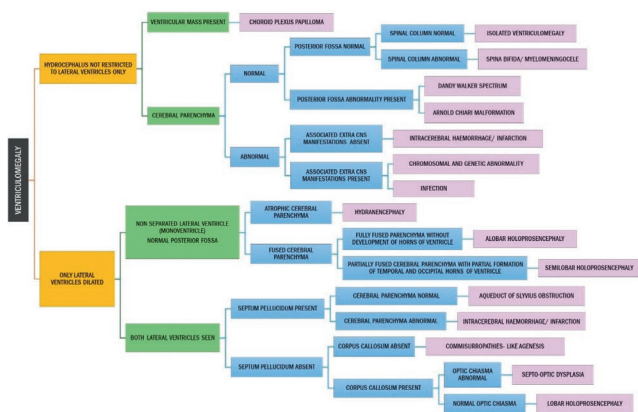 VENTRICULOMEGALY
HYDROCEPHALUS NOT RESTRICTED
TO LATERAL VENTRICLES ONLY
VENTRICULAR MASS PRESENT
CHOROID PLEXUS PAPILLOMA
CEREBRAL PARENCHYMA
NORMAL
POSTERIOR FOSSA NORMAL
SPINAL COLUMN NORMAL
ISOLATED VENTRICULOMEGALY
SPINAL COLUMN ABNORMAL
SPINA BIFIDA/ MYELOMENINGOCELE
POSTERIOR FOSSA ABNORMALITY PRESENT
DANDY WALKER SPECTRUM
ARNOLD CHIARI MALFORMATION
ABNORMAL
ASSOCIATED EXTRA CNS
MANIFESTATIONS ABSENT
INTRACEREBRAL HAEMORRHAGE/ INFARCTION
ASSOCIATED EXTRA CNS
MANIFESTATIONS PRESENT
CHROMOSOMAL AND GENETIC ABNORMALITY
INFECTION
ONLY LATERAL
VENTRICLES DILATED
NON SEPARATED LATERAL VENTRICLE
(MONOVENTRICLE)
NORMAL POSTERIOR FOSSA
ATROPHIC CEREBRAL
PARENCHYMA
HYDRANENCEPHALY
FUSED CEREBRAL
PARENCHYMA
FULLY FUSED PARENCHYMA WITHOUT
DEVELOPMENT OF HORNS OF VENTRICLE
ALOBAR HOLOPROSENCEPHALY
PARTIALLY FUSED CEREBRAL PARENCHYMA WITH PARTIAL FORMATION
OF TEMPORAL AND OCCIPITAL HORNS OF VENTRICLE
SEMILOBAR HOLOPROSENCEPHALY
BOTH LATERAL VENTRICLES SEEN
SEPTUM PELLUCIDUM PRESENT
CEREBRAL PARENCHYMA NORMAL
AQUEDUCT OF SLYVIUS OBSTRUCTION
CEREBRAL PARENCHYMA ABNORMAL
INTRACEREBRAL HAEMORRHAGE/ INFARCTION
SEPTUM PELLUCIDUM ABSENT
CORPUS CALLOSUM ABSENT
COMMISURROPATHIES- LIKE AGENESIS
CORPUS CALLOSUM PRESENT
OPTIC CHIASMA
ABNORMAL
SEPTO-OPTIC DYSPLASIA
NORMAL OPTIC CHIASMA
LOBAR HOLOPROSENCEPHALY